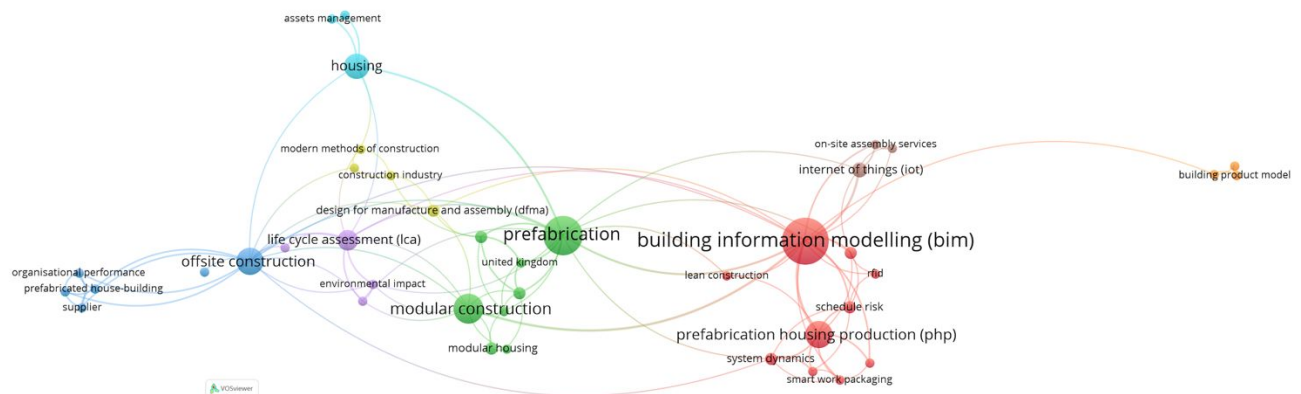 assets management
housing
modern methods of construction
construction industry
design for manufacture and assembly (dfma)
life cycle assessment (lca)
offsite construction
organisational performance
prefabricated house-building
supplier
environmental impact
prefabrication
united kingdom
modular construction
modular housing
on-site assembly services
internet of things (iot)
building product model
building information modelling (bim)
lean construction
rfid
schedule risk
prefabrication housing production (php)
system dynamics
smart work packaging
VOSviewer